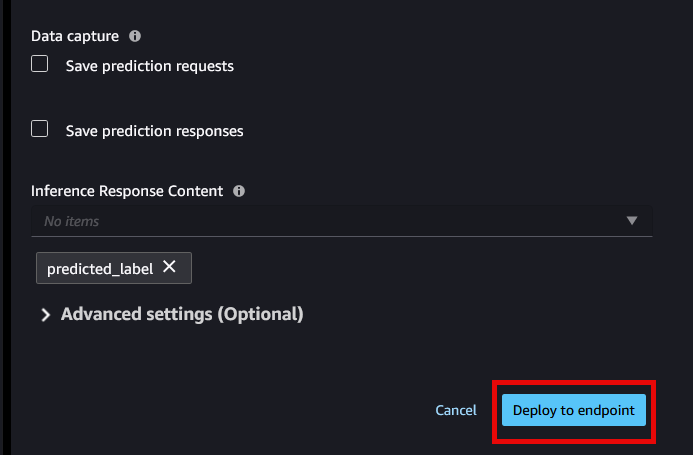 Data capture
Save prediction requests
Save prediction responses
Inference Response Content
No items
predicted_label
Advanced settings (Optional)
Cancel Deploy to endpoint